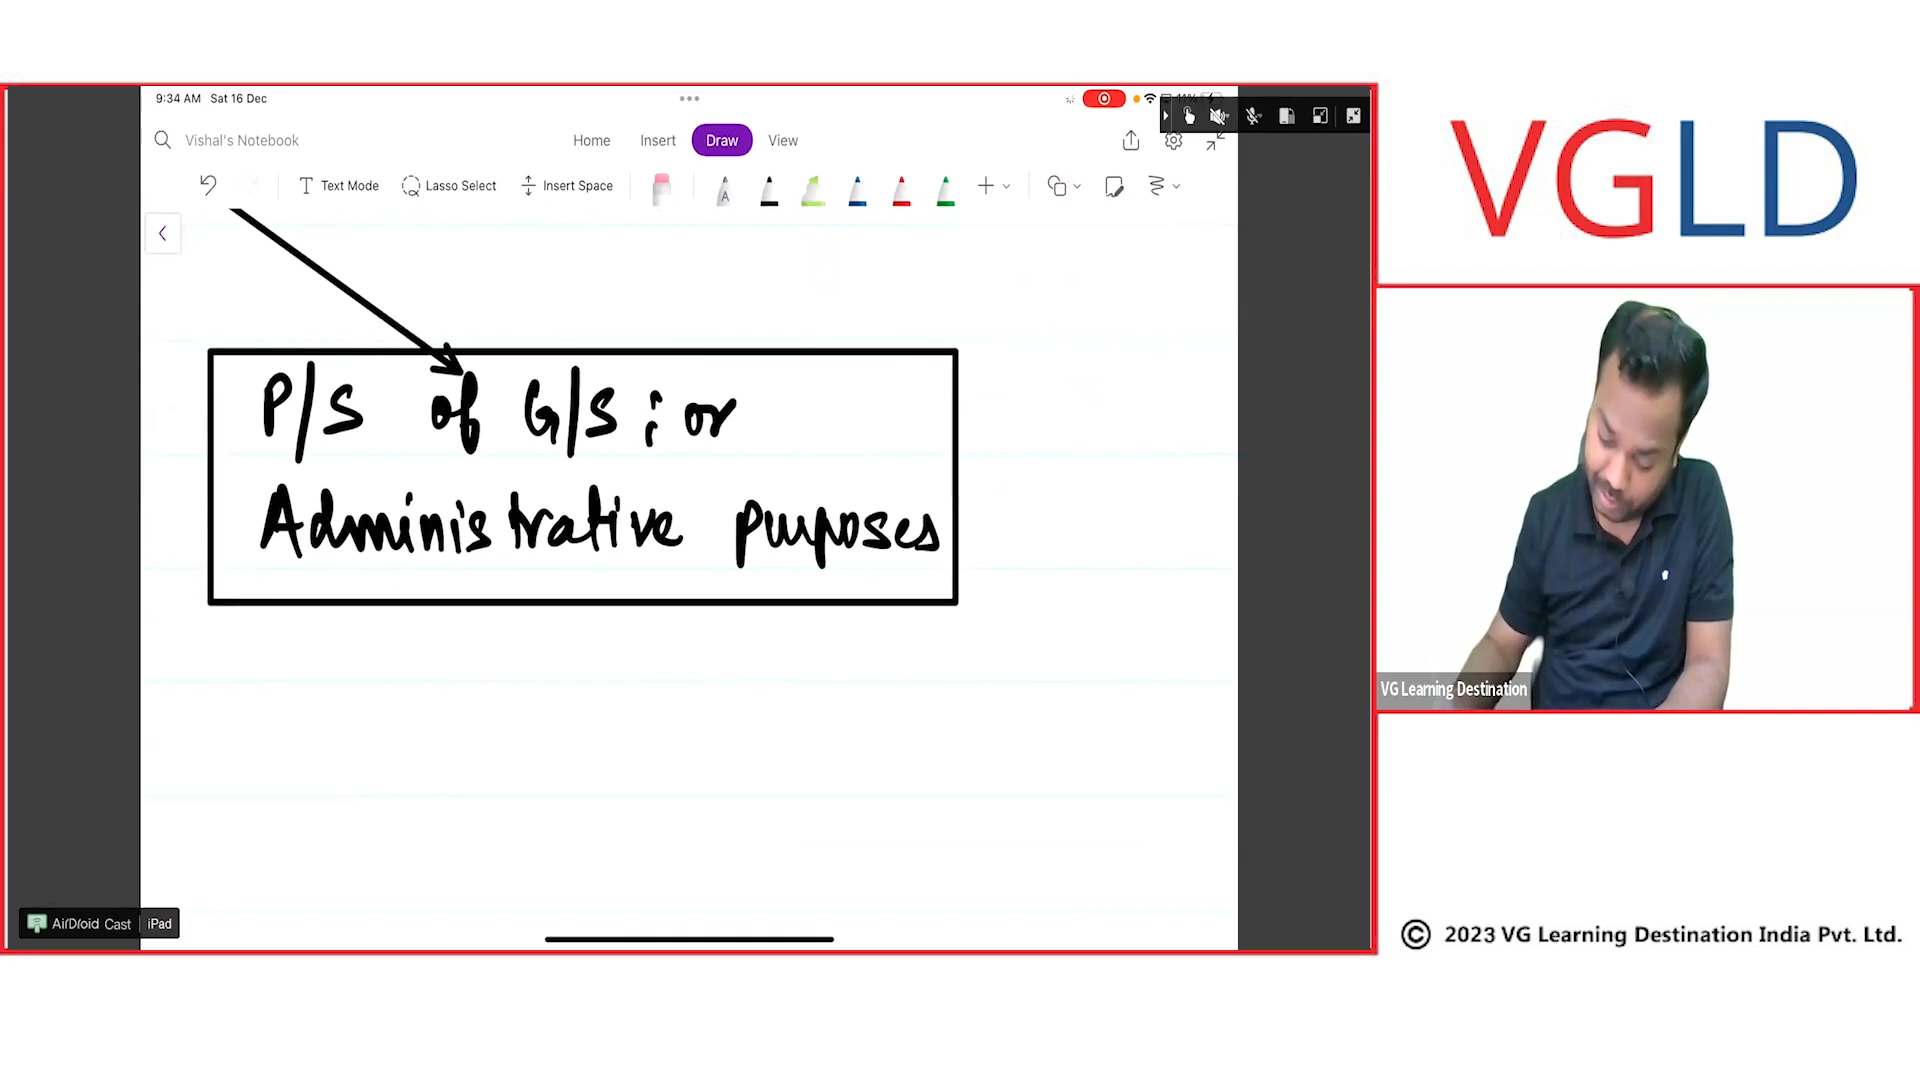 9:34 AM Sat 16 Dec
11%
Vishal's Notebook
Home Insert Draw View
Text Mode Lasso Select Insert Space
A
P/S of G/S ; or
Administrative purposes
AirDroid Cast iPad
VGLD
VG Learning Destination
© 2023 VG Learning Destination India Pvt. Ltd.